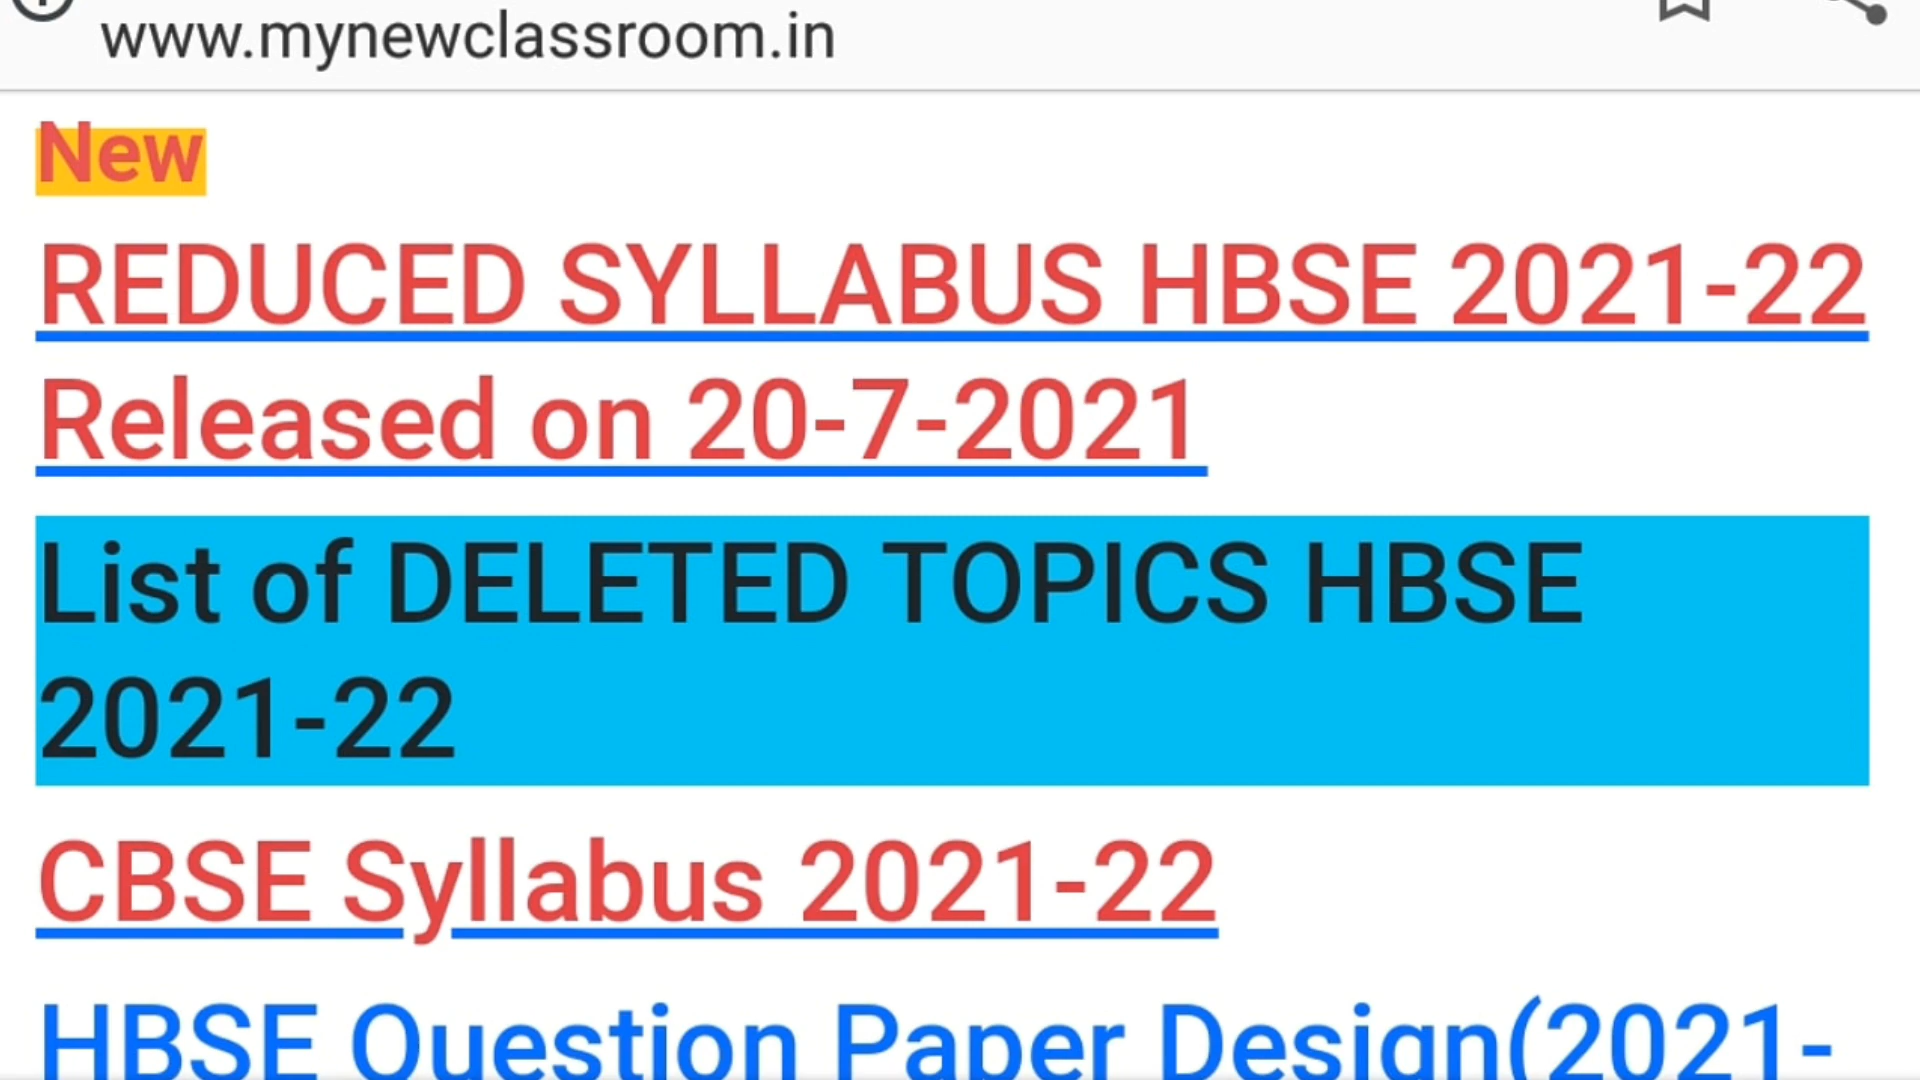 www.mynewclassroom.in
New
REDUCED SYLLABUS HBSE 2021-22
Released on 20-7-2021
List of DELETED TOPICS HBSE
2021-22
CBSE Syllabus 2021-22
HBSE Question Paper Design(2021-